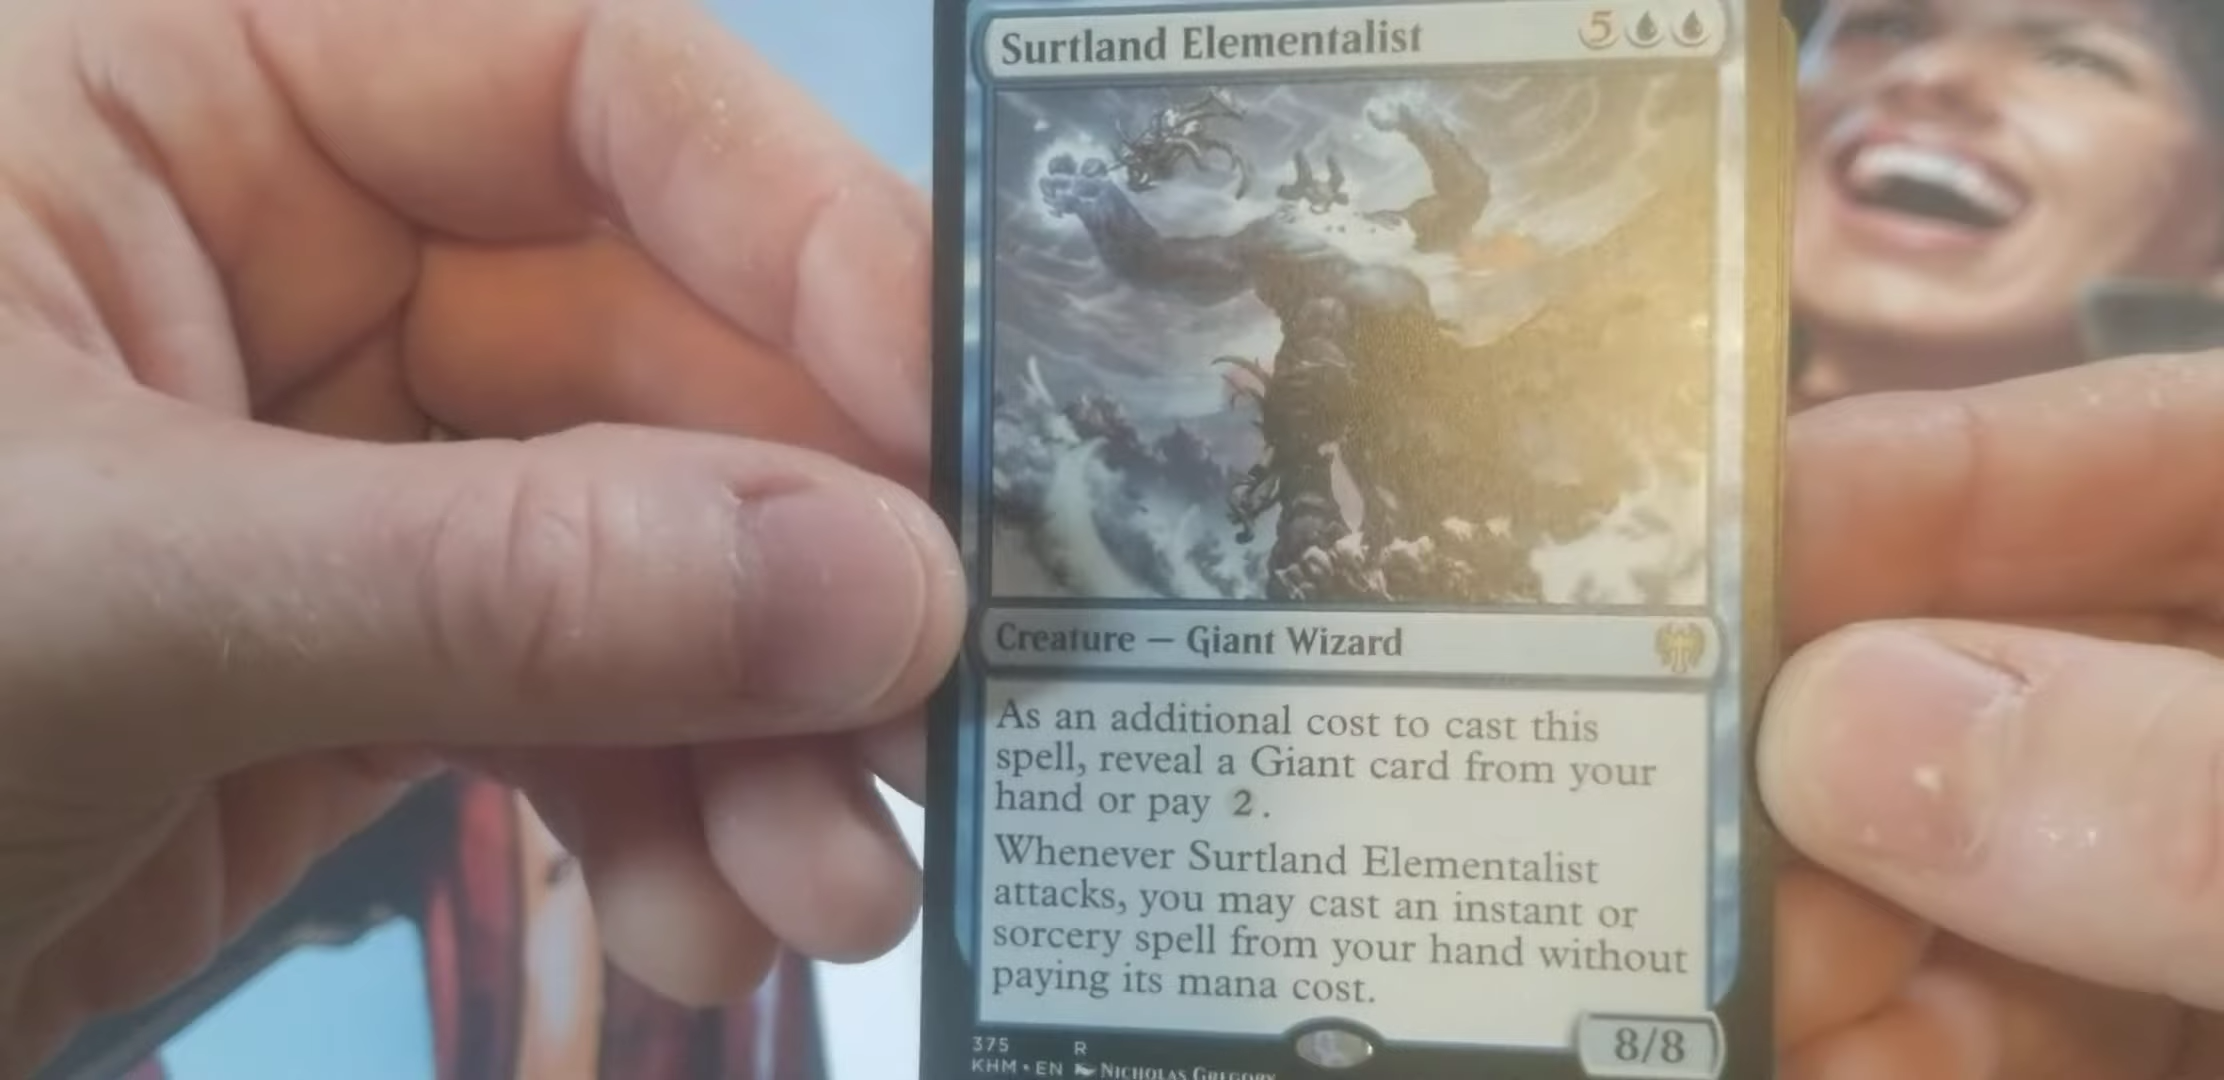 Surtland Elementalist 5
Creature — Giant Wizard
As an additional cost to cast this
spell, reveal a Giant card from your
hand or pay 2.
Whenever Surtland Elementalist
attacks, you may cast an instant or
sorcery spell from your hand without
paying its mana cost.
8/8
375 R
KHM • EN NICHOLAS GREGORY